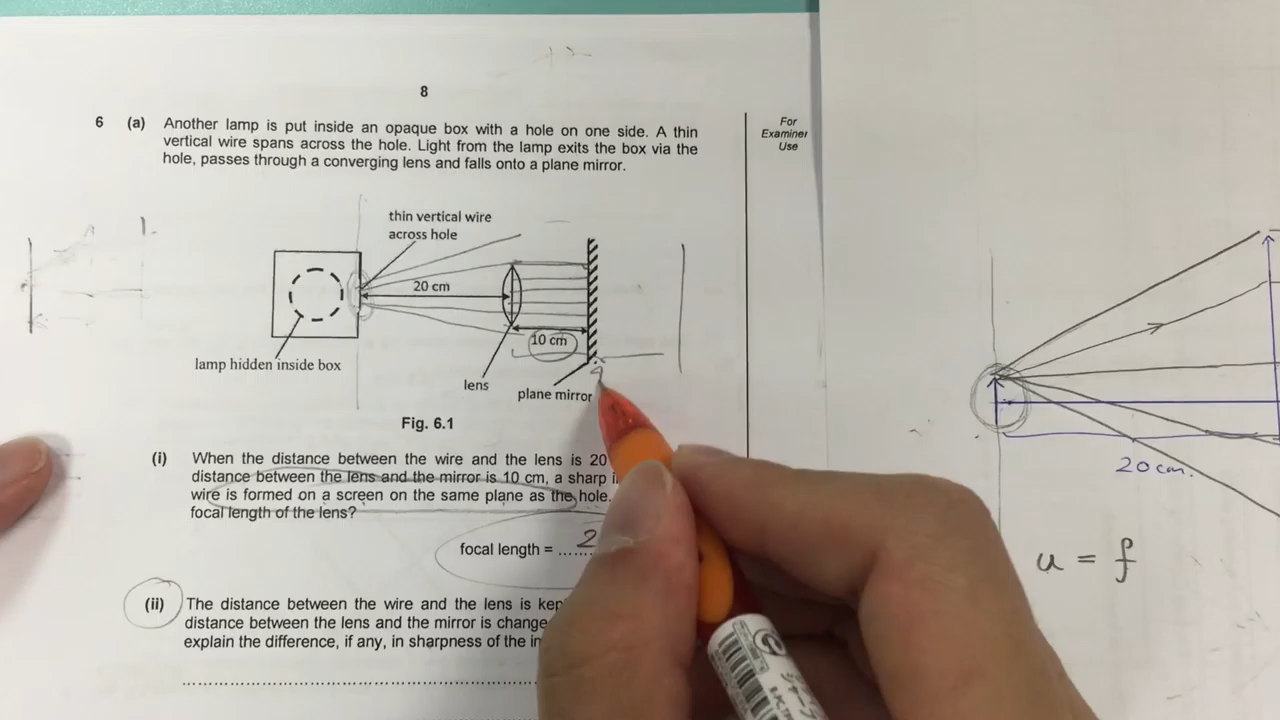 8
6 (a) Another lamp is put inside an opaque box with a hole on one side. A thin
vertical wire spans across the hole. Light from the lamp exits the box via the
hole, passes through a converging lens and falls onto a plane mirror.
For
Examiner
Use
thin vertical wire
across hole
20 cm
10 cm
lamp hidden inside box
lens
plane mirror
Fig. 6.1
(i) When the distance between the wire and the lens is 20
distance between the lens and the mirror is 10 cm, a sharp
wire is formed on a screen on the same plane as the hole.
focal length of the lens?
focal length = ...... 2
(ii) The distance between the wire and the lens is
distance between the lens and the mirror is change
explain the difference, if any, in sharpness of the
20 cm.
u = f